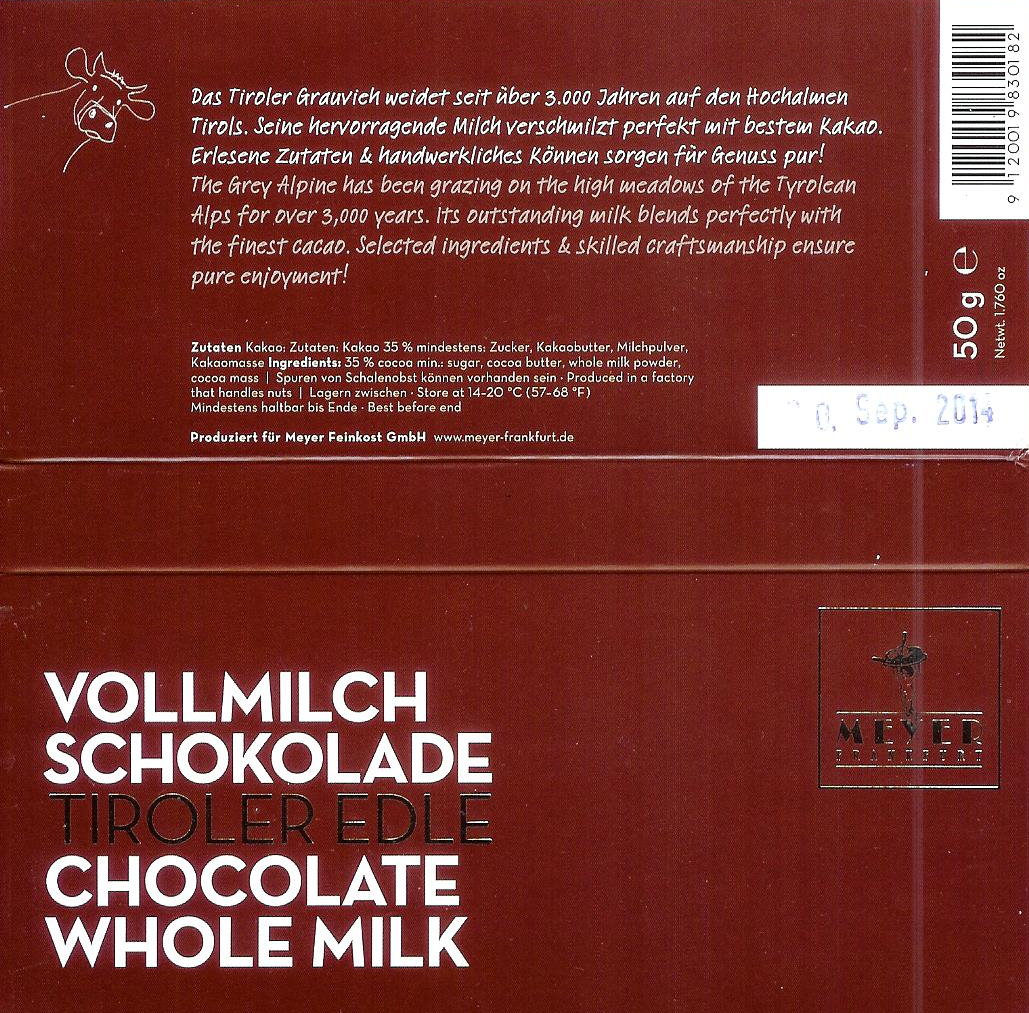 Das Tiroler Grauvieh weidet seit über 3.000 Jahren auf den Hochalmen
Tirols. Seine hervorragende Milch verschmilzt perfekt mit bestem Kakao.
Erlesene Zutaten & handwerkliches Können sorgen für Genuss pur!
The Grey Alpine has been grazing on the high meadows of the Tyrolean
Alps for over 3,000 years. Its outstanding milk blends perfectly with
the finest cacao. Selected ingredients & skilled craftsmanship ensure
pure enjoyment!
Zutaten Kakao: Zutaten: Kakao 35 % mindestens: Zucker, Kakaobutter, Milchpulver,
Kakaomasse Ingredients: 35 % cocoa min.: sugar, cocoa butter, whole milk powder,
cocoa mass | Spuren von Schalenobst können vorhanden sein · Produced in a factory
that handles nuts | Lagern zwischen · Store at 14-20 °C (57-68 °F)
Mindestens haltbar bis Ende · Best before end
Produziert für Meyer Feinkost GmbH www.meyer-frankfurt.de
9 120019 830182
50 g e
Netwt. 1.760 oz
0. Sep. 2014
VOLLMILCH
SCHOKOLADE
TIROLER EDLE
CHOCOLATE
WHOLE MILK
MEYER
FRANKFURT